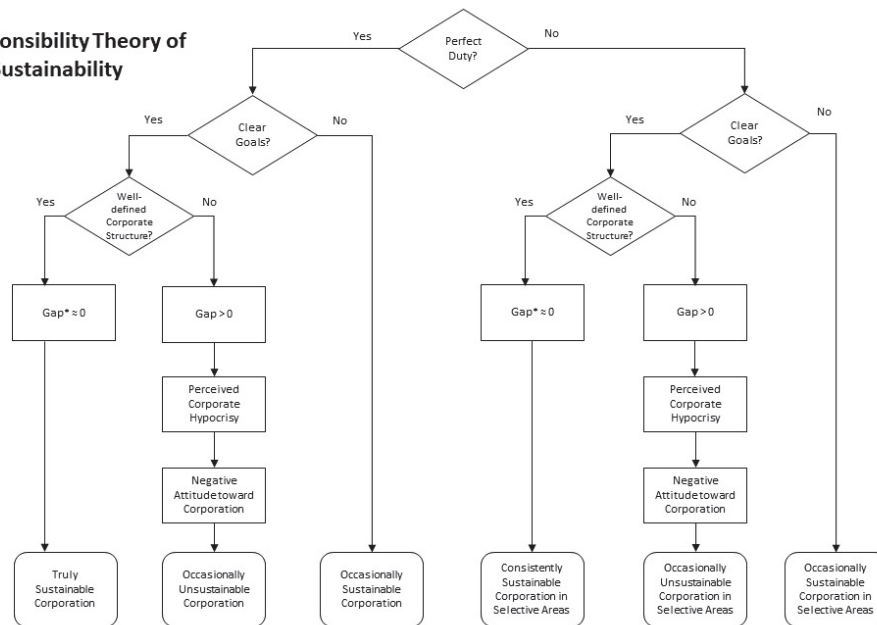 onsibility Theory of
Sustainability
Perfect
Duty?
Yes
No
Clear
Goals?
Yes
No
Clear
Goals?
Yes
No
Well-
defined
Corporate
Structure?
Yes
No
Well-
defined
Corporate
Structure?
Yes
No
Gap* ≈ 0
Gap > 0
Gap* ≈ 0
Gap > 0
Perceived
Corporate
Hypocrisy
Perceived
Corporate
Hypocrisy
Negative
Attitude toward
Corporation
Negative
Attitude toward
Corporation
Truly
Sustainable
Corporation
Occasionally
Unsustainable
Corporation
Occasionally
Sustainable
Corporation
Consistently
Sustainable
Corporation in
Selective Areas
Occasionally
Unsustainable
Corporation in
Selective Areas
Occasionally
Sustainable
Corporation in
Selective Areas